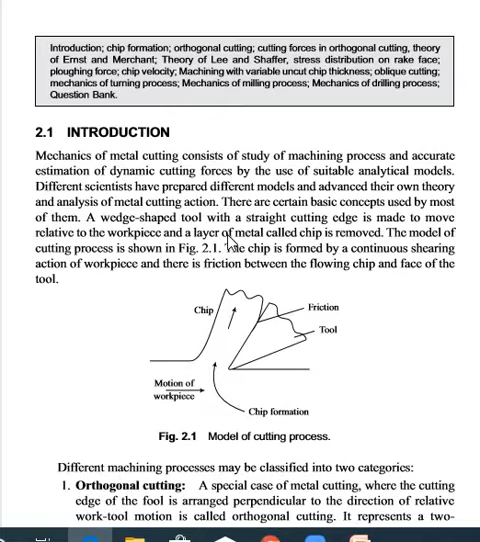 Introduction; chip formation; orthogonal cutting; cutting forces in orthogonal cutting, theory
of Ernst and Merchant; Theory of Lee and Shaffer, stress distribution on rake face;
ploughing force; chip velocity; Machining with variable uncut chip thickness; oblique cutting;
mechanics of turning process; Mechanics of milling process; Mechanics of drilling process;
Question Bank.
2.1 INTRODUCTION
Mechanics of metal cutting consists of study of machining process and accurate
estimation of dynamic cutting forces by the use of suitable analytical models.
Different scientists have prepared different models and advanced their own theory
and analysis of metal cutting action. There are certain basic concepts used by most
of them. A wedge-shaped tool with a straight cutting edge is made to move
relative to the workpiece and a layer of metal called chip is removed. The model of
cutting process is shown in Fig. 2.1. The chip is formed by a continuous shearing
action of workpiece and there is friction between the flowing chip and face of the
tool.
Chip
Friction
Tool
Motion of
workpiece
Chip formation
Fig. 2.1 Model of cutting process.
Different machining processes may be classified into two categories:
1. Orthogonal cutting: A special case of metal cutting, where the cutting
edge of the fool is arranged perpendicular to the direction of relative
work-tool motion is called orthogonal cutting. It represents a two-